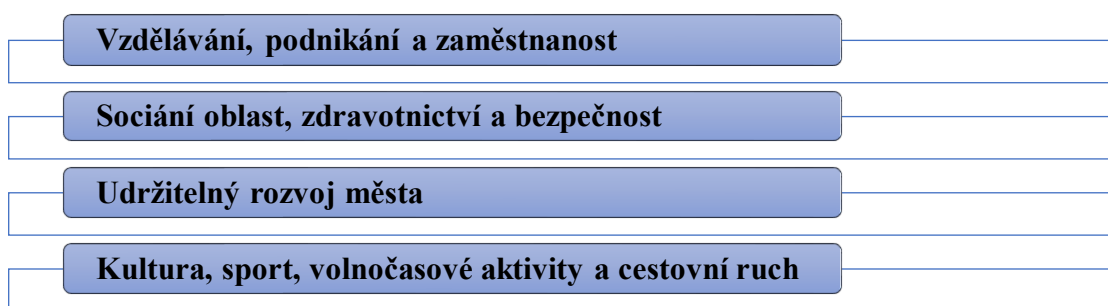 Vzdělávání, podnikání a zaměstnanost
Sociání oblast, zdravotnictví a bezpečnost
Udržitelný rozvoj města
Kultura, sport, volnočasové aktivity a cestovní ruch